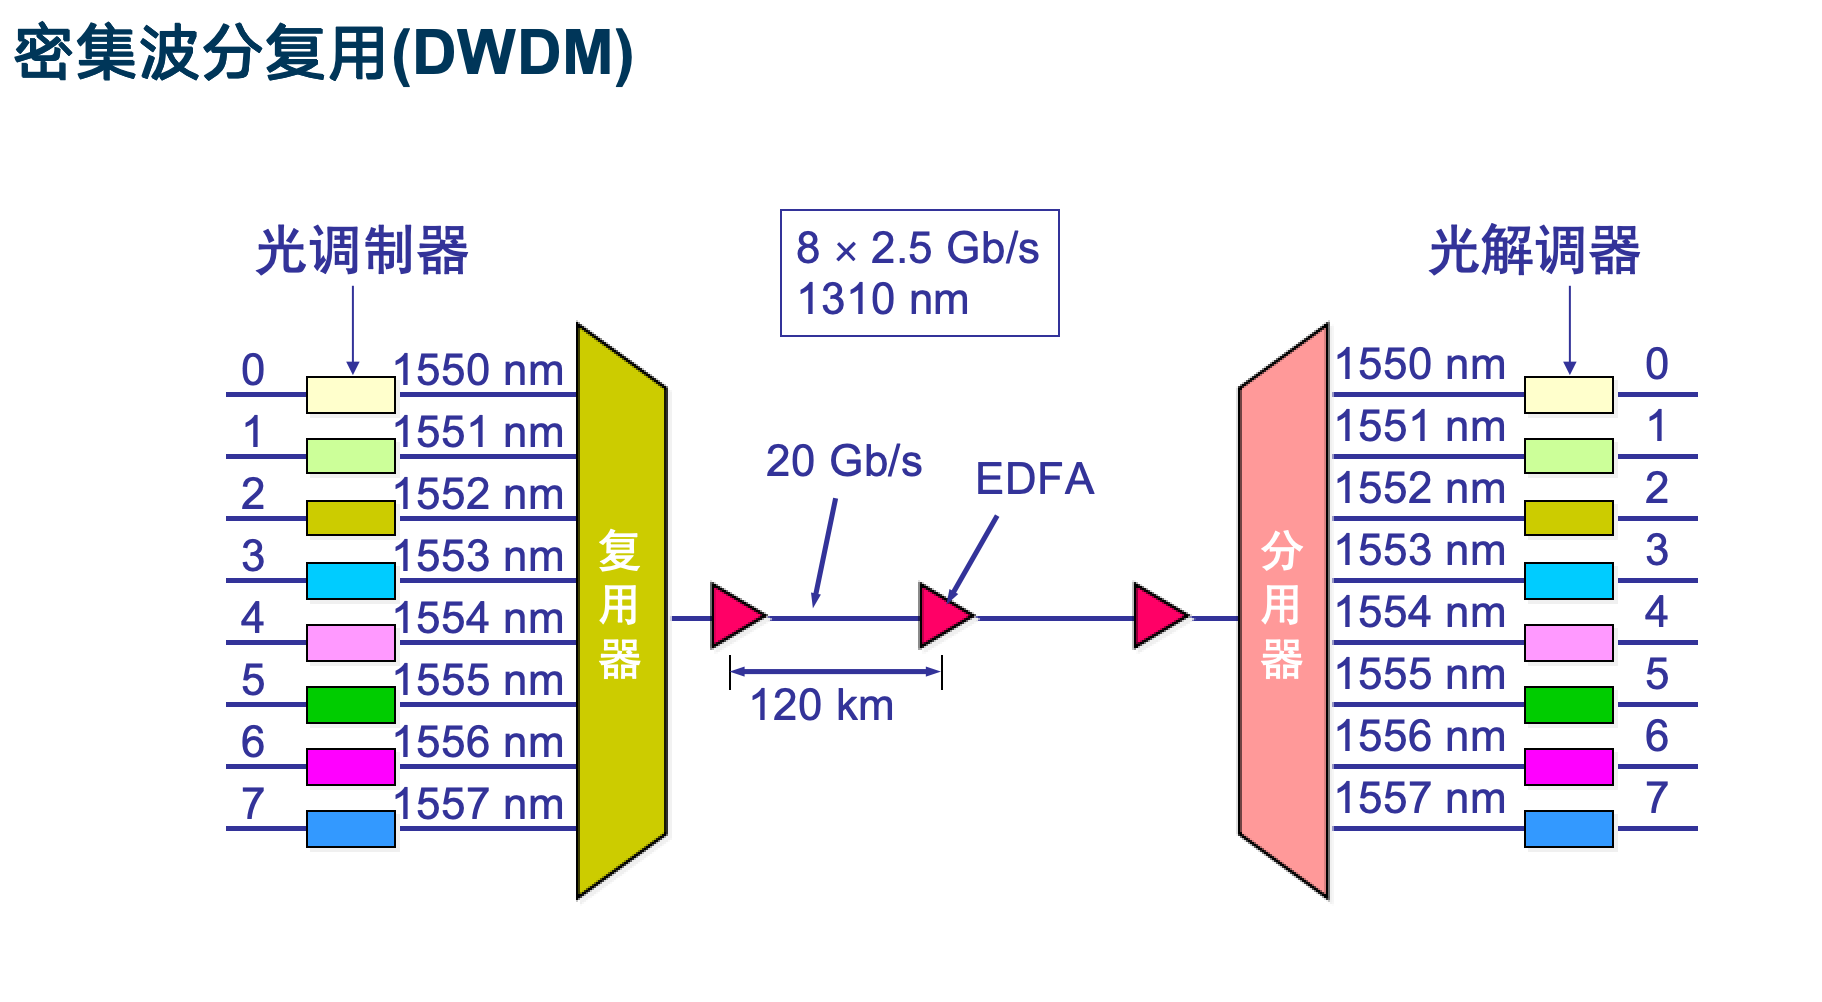 密集波分复用(DWDM)
8 × 2.5 Gb/s
1310 nm
光调制器
光解调器
0 1550 nm
1 1551 nm
2 1552 nm
3 1553 nm
4 1554 nm
5 1555 nm
6 1556 nm
7 1557 nm
复用器
20 Gb/s
EDFA
120 km
分用器
1550 nm 0
1551 nm 1
1552 nm 2
1553 nm 3
1554 nm 4
1555 nm 5
1556 nm 6
1557 nm 7